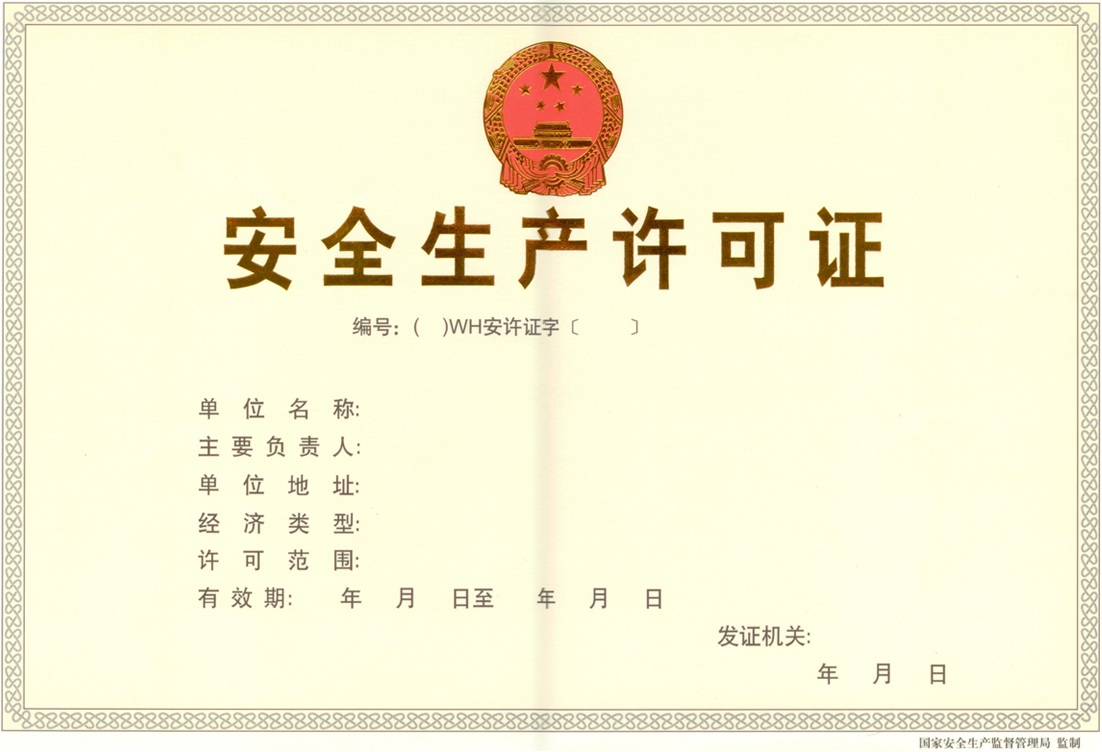 安全生产许可证
编号：（ ）WH安许证字〔 〕
单位名称：
主要负责人：
单位地址：
经济类型：
许可范围：
有效期： 年 月 日至 年 月 日
发证机关：
年 月 日
国家安全生产监督管理局 监制